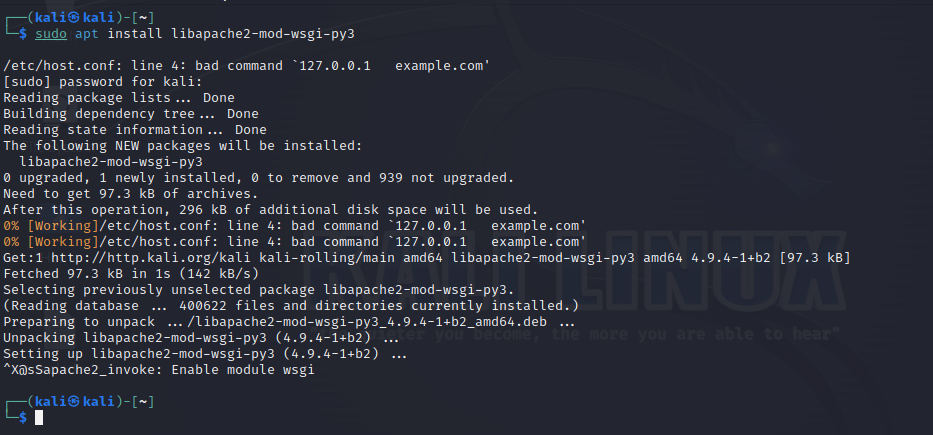 ┌──(kali㉿kali)-[~]
└─$ sudo apt install libapache2-mod-wsgi-py3
/etc/host.conf: line 4: bad command `127.0.0.1   example.com'
[sudo] password for kali:
Reading package lists... Done
Building dependency tree... Done
Reading state information... Done
The following NEW packages will be installed:
  libapache2-mod-wsgi-py3
0 upgraded, 1 newly installed, 0 to remove and 939 not upgraded.
Need to get 97.3 kB of archives.
After this operation, 296 kB of additional disk space will be used.
0% [Working]/etc/host.conf: line 4: bad command `127.0.0.1   example.com'
0% [Working]/etc/host.conf: line 4: bad command `127.0.0.1   example.com'
Get:1 http://http.kali.org/kali kali-rolling/main amd64 libapache2-mod-wsgi-py3 amd64 4.9.4-1+b2 [97.3 kB]
Fetched 97.3 kB in 1s (142 kB/s)
Selecting previously unselected package libapache2-mod-wsgi-py3.
(Reading database ... 400622 files and directories currently installed.)
Preparing to unpack .../libapache2-mod-wsgi-py3_4.9.4-1+b2_amd64.deb ...
Unpacking libapache2-mod-wsgi-py3 (4.9.4-1+b2) ...
Setting up libapache2-mod-wsgi-py3 (4.9.4-1+b2) ...
^X@sSapache2_invoke: Enable module wsgi
┌──(kali㉿kali)-[~]
└─$
KALI LINUX
you become, the more you are able to hear"